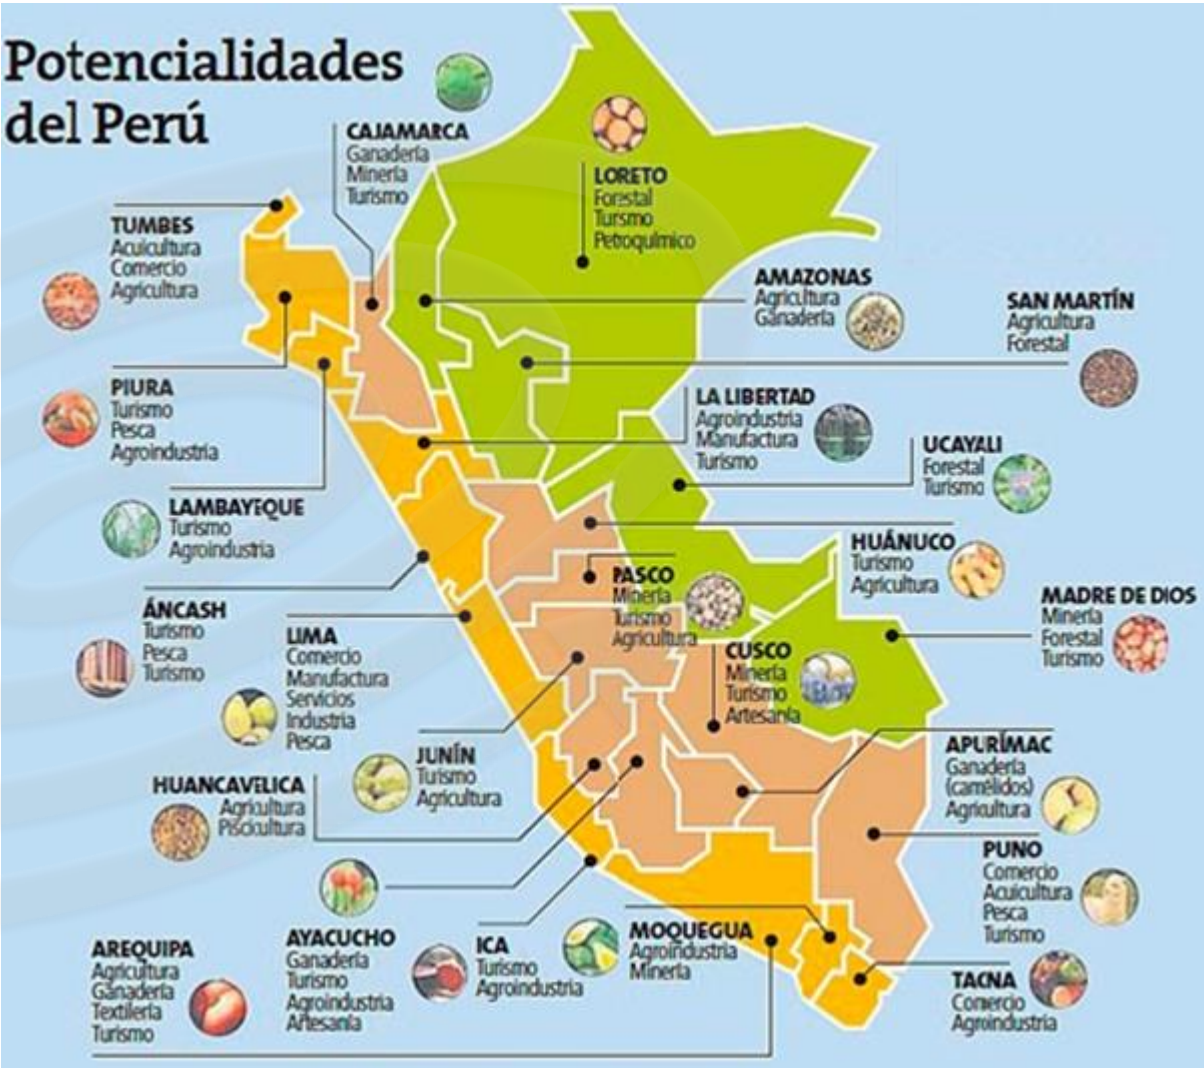 Potencialidades
del Perú
CAJAMARCA
Ganadería
Minería
Turismo
LORETO
Forestal
Tursmo
Petroquímico
TUMBES
Acuicultura
Comercio
Agricultura
AMAZONAS
Agricultura
Ganadería
SAN MARTÍN
Agricultura
Forestal
PIURA
Turismo
Pesca
Agroindustria
LA LIBERTAD
Agroindustria
Manufactura
Turismo
UCAYALI
Forestal
Turismo
LAMBAYEQUE
Turismo
Agroindustria
HUÁNUCO
Turismo
Agricultura
PASCO
Minería
Turismo
Agricultura
MADRE DE DIOS
Minería
Forestal
Turismo
ÁNCASH
Turismo
Pesca
Turismo
LIMA
Comercio
Manufactura
Servicios
Industria
Pesca
CUSCO
Minería
Turismo
Artesanía
JUNÍN
Turismo
Agricultura
APURÍMAC
Ganadería
(camélidos)
Agricultura
HUANCAVELICA
Agricultura
Piscicultura
PUNO
Comercio
Acuicultura
Pesca
Turismo
AREQUIPA
Agricultura
Ganadería
Textilería
Turismo
AYACUCHO
Ganadería
Turismo
Agroindustria
Artesanía
ICA
Turismo
Agroindustria
MOQUEGUA
Agroindustria
Minería
TACNA
Comercio
Agroindustria